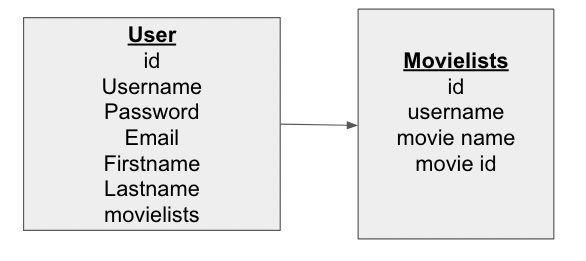 User
id
Username
Password
Email
Firstname
Lastname
movielists
Movielists
id
username
movie name
movie id